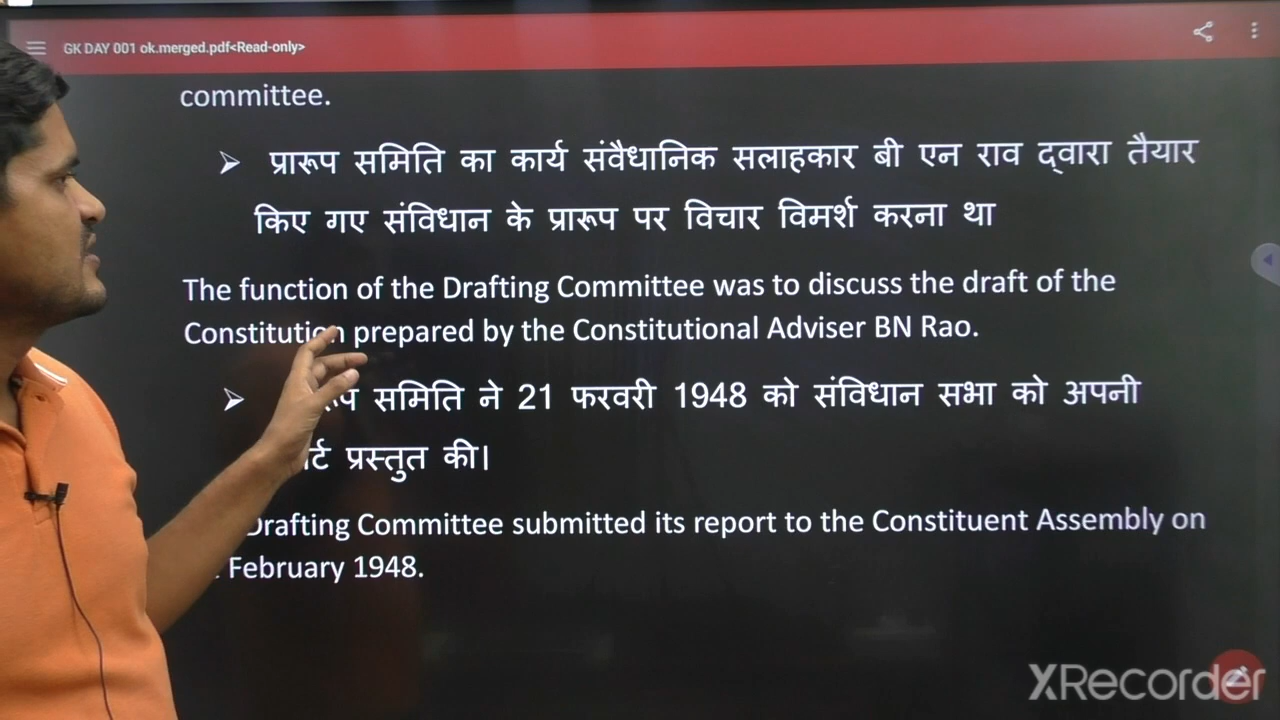 GK DAY 001 ok.merged.pdf<Read-only>
committee.
➢ प्रारूप समिति का कार्य संवैधानिक सलाहकार बी एन राव द्वारा तैयार
किए गए संविधान के प्रारूप पर विचार विमर्श करना था
The function of the Drafting Committee was to discuss the draft of the
Constitution prepared by the Constitutional Adviser BN Rao.
➢ समिति ने 21 फरवरी 1948 को संविधान सभा को अपनी
प्रस्तुत की।
Drafting Committee submitted its report to the Constituent Assembly on
February 1948.
XRecorder